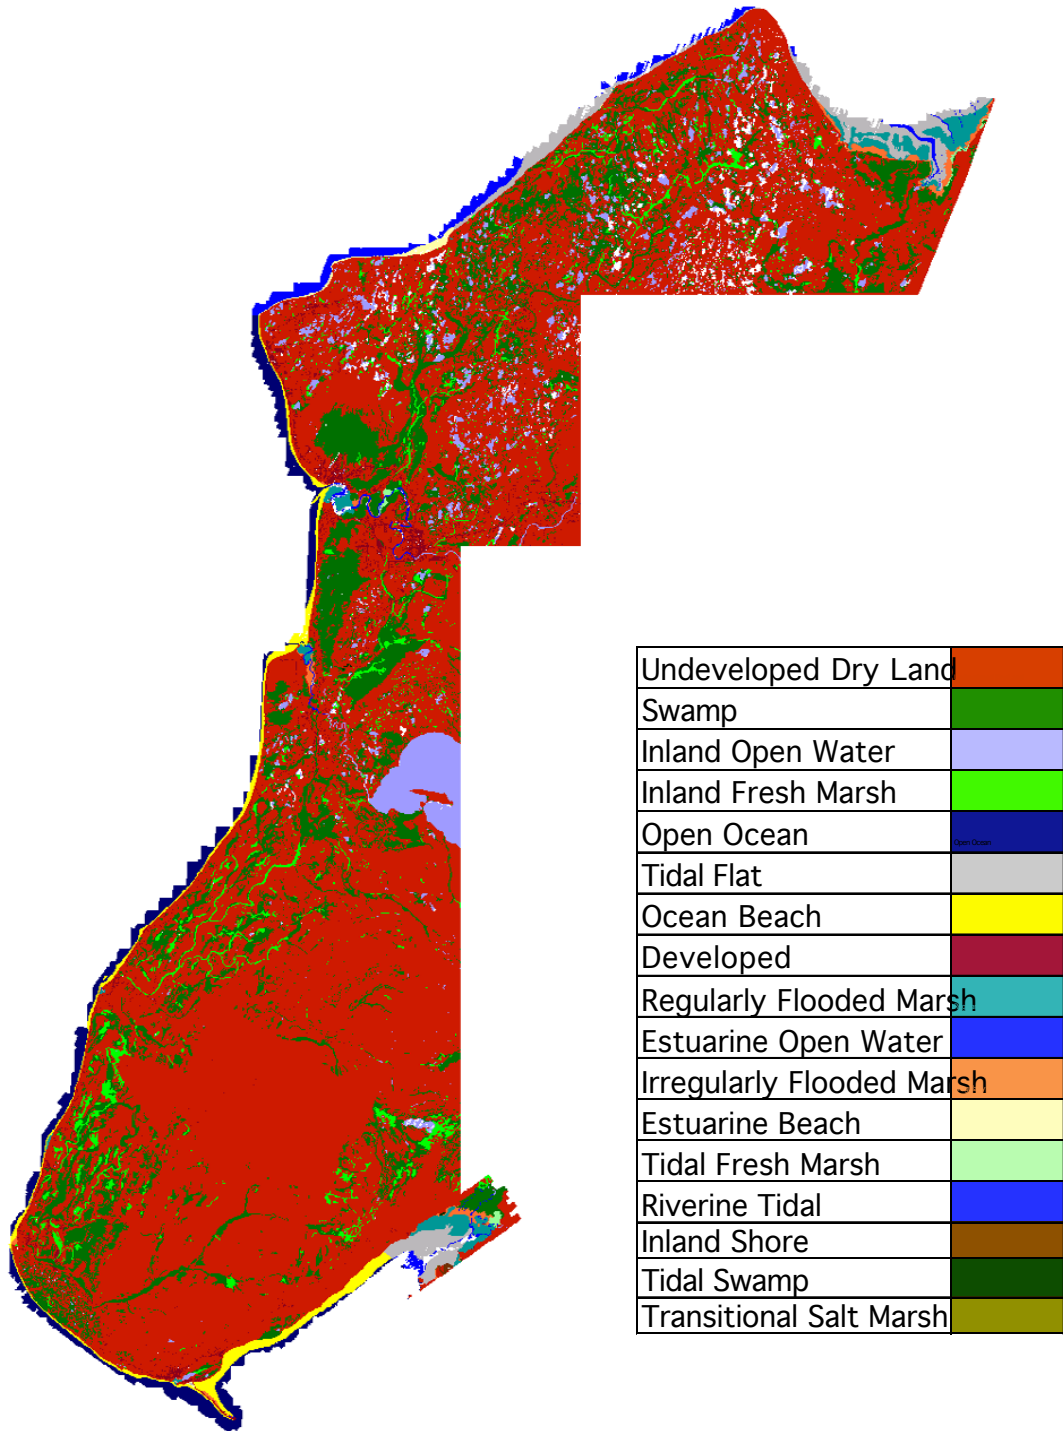 Undeveloped Dry Land
Swamp
Inland Open Water
Inland Fresh Marsh
Open Ocean
Open Ocean
Tidal Flat
Ocean Beach
Developed
Regularly Flooded Marsh
Estuarine Open Water
Irregularly Flooded Marsh
Estuarine Beach
Tidal Fresh Marsh
Riverine Tidal
Inland Shore
Tidal Swamp
Transitional Salt Marsh